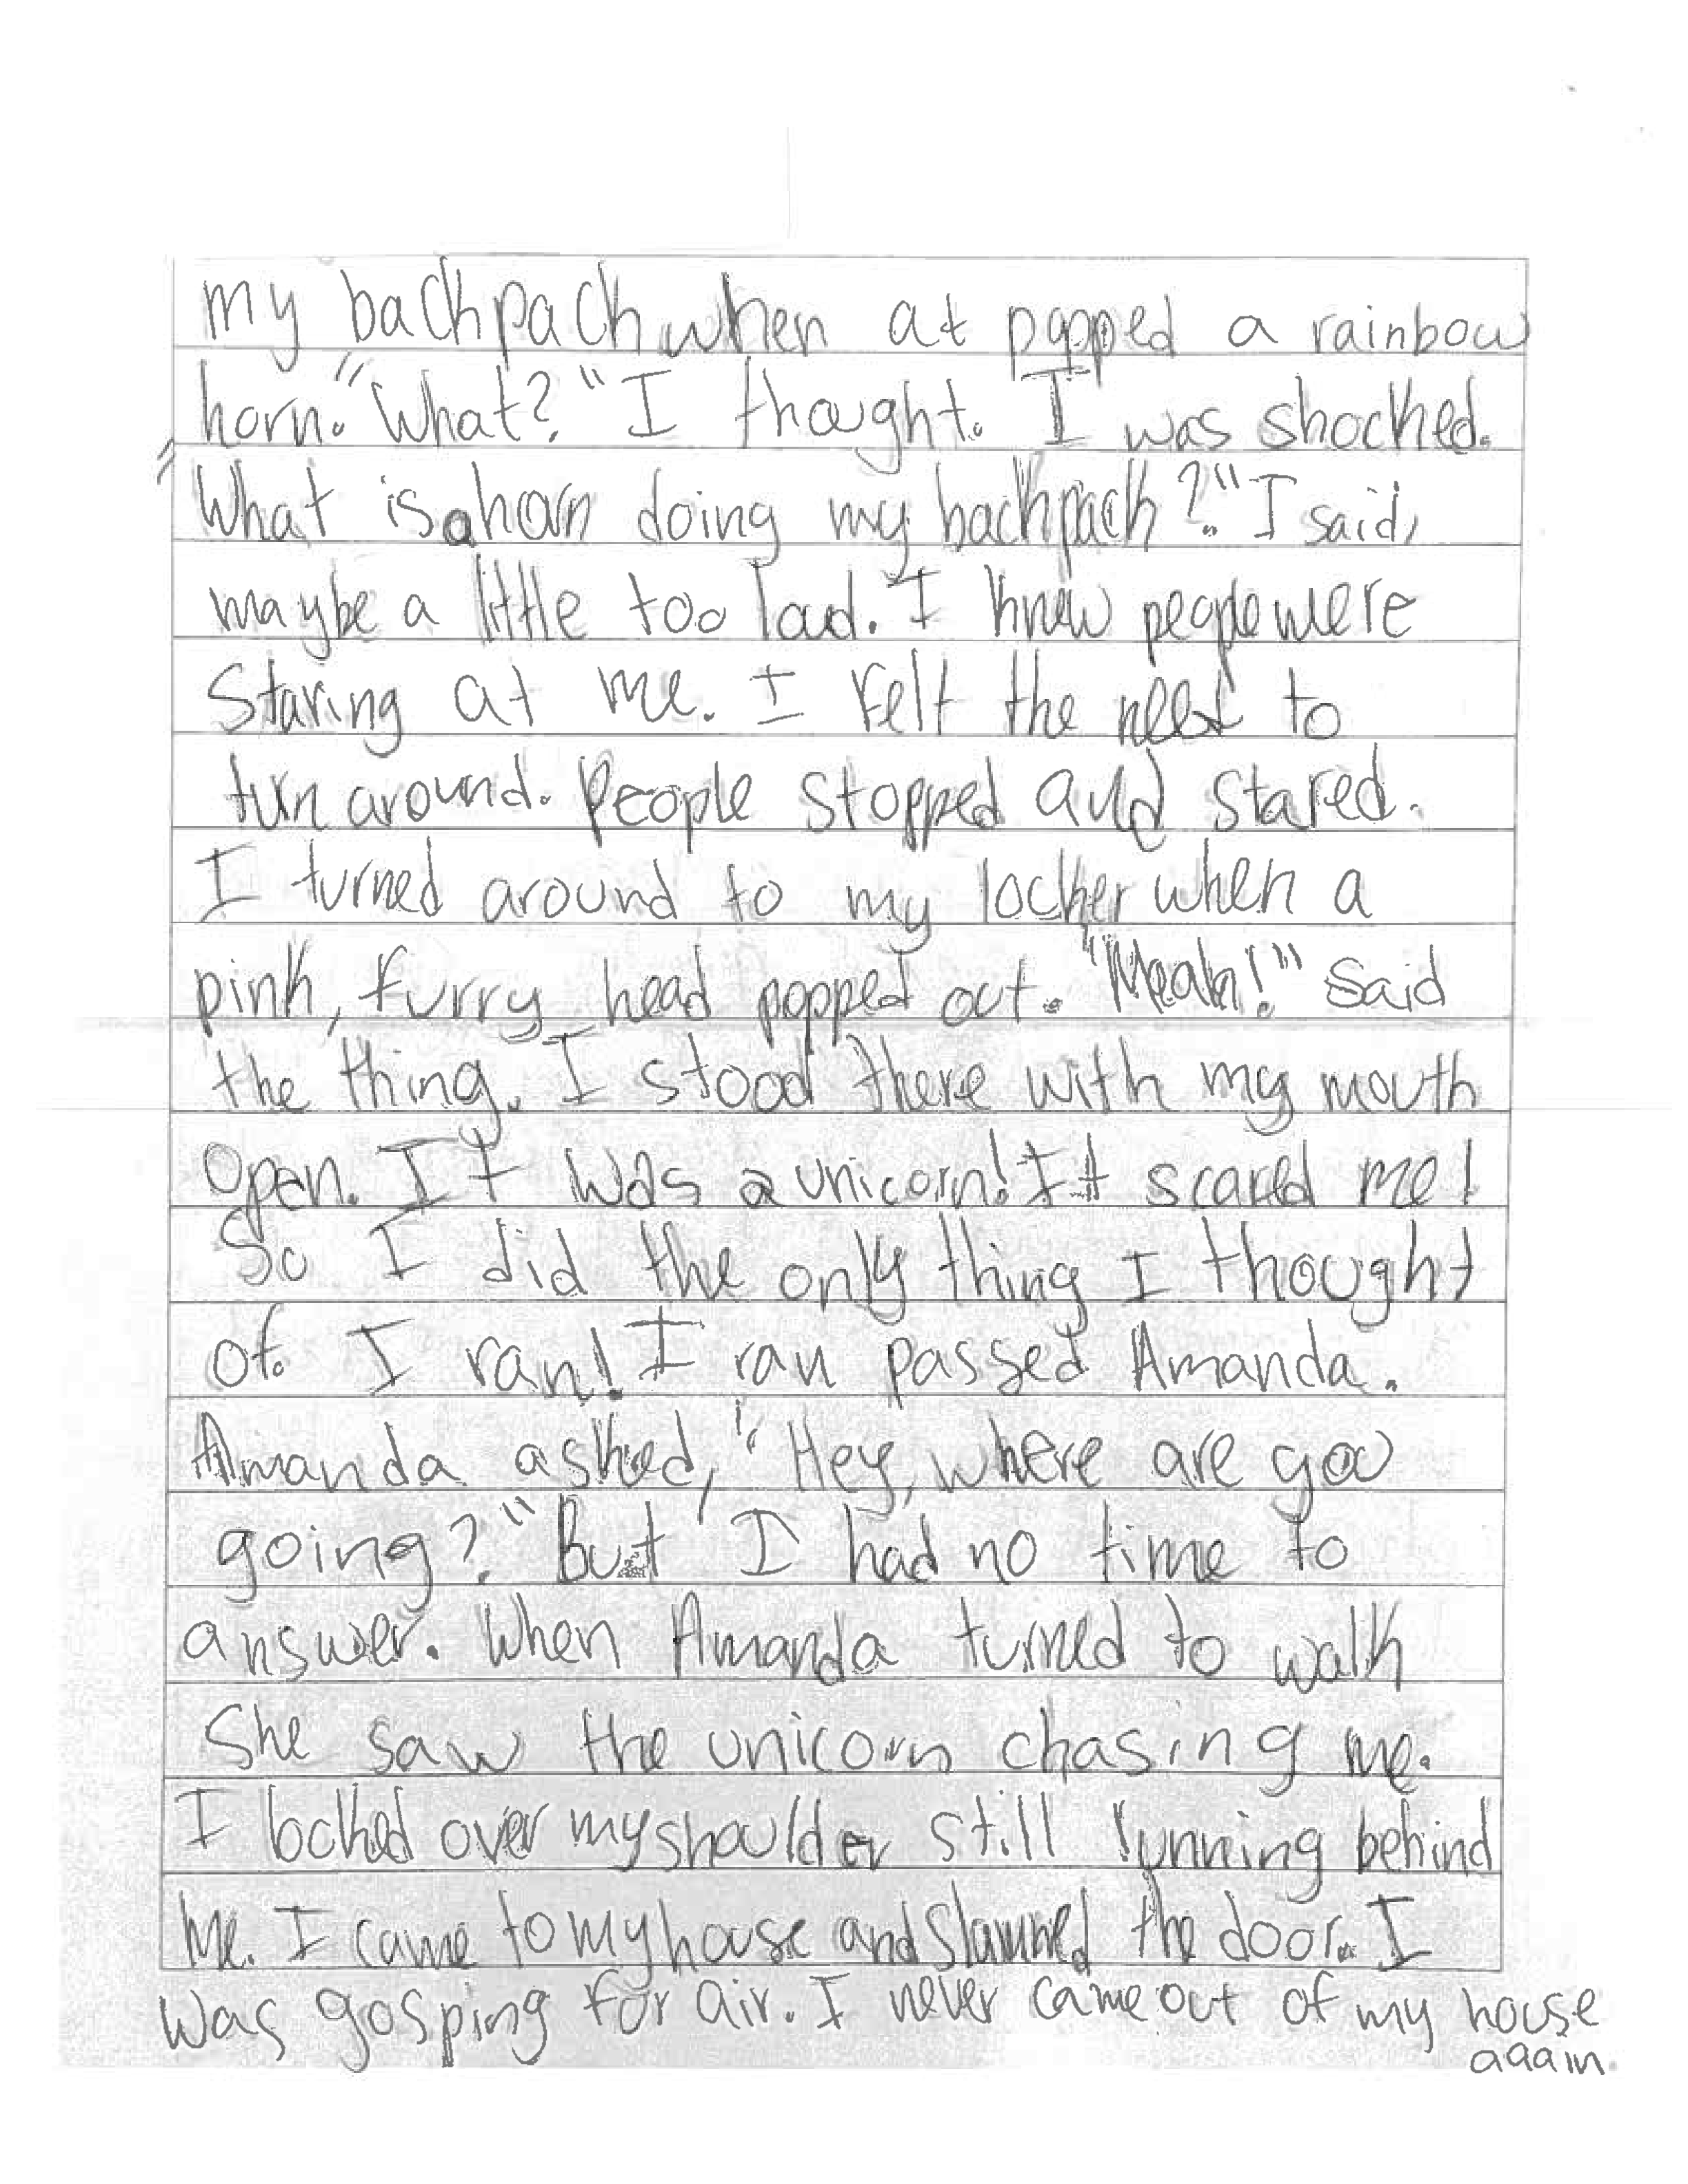 my backpack when at popped a rainbow
horn. "What?" I thought. I was shocked.
"What is a horn doing my backpack?" I said,
maybe a little too loud. I knew people were
staring at me. I felt the need to
turn around. People stopped and stared.
I turned around to my locker when a
pink, furry head popped out. "Meah!" Said
the thing. I stood there with my mouth
open. It was a unicorn! It scared me!
So I did the only thing I thought
of. I ran! I ran passed Amanda.
Amanda asked, "Hey, where are you
going?" But I had no time to
answer. When Amanda turned to walk
She saw the unicorn chasing me.
I looked over my shoulder still running behind
me. I came to my house and slammed the door. I
was gasping for air. I never came out of my house
again.